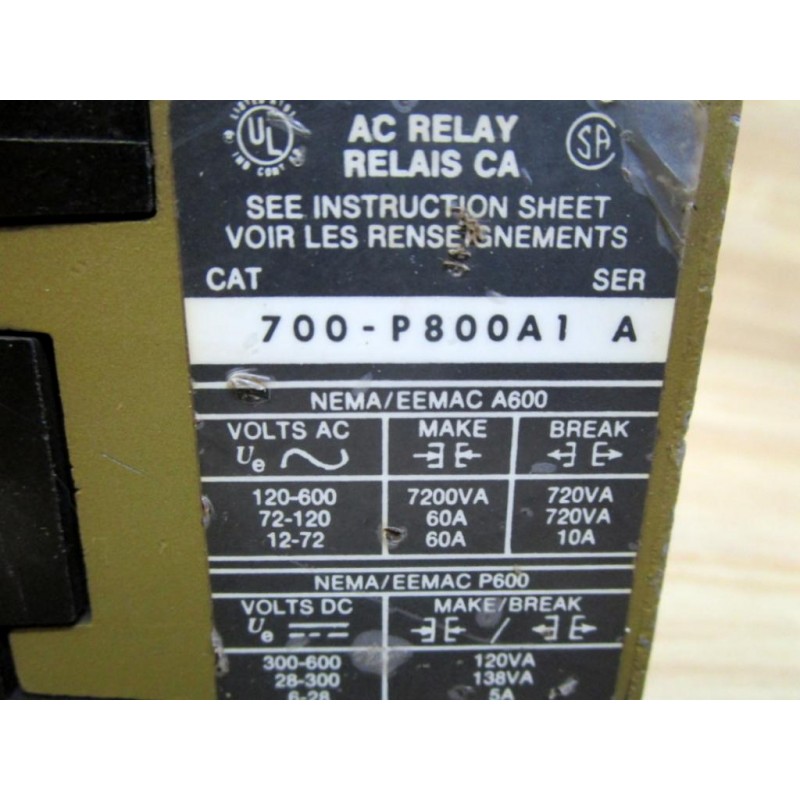 UL
AC RELAY
RELAIS CA
SA
SEE INSTRUCTION SHEET
VOIR LES RENSEIGNEMENTS
CAT SER
700-P800A1 A
NEMA/EEMAC A600
VOLTS AC MAKE BREAK
Ue
120-600 7200VA 720VA
72-120 60A 720VA
12-72 60A 10A
NEMA/EEMAC P600
VOLTS DC MAKE/BREAK
Ue /
300-600 120VA
28-300 138VA
6-28 5A